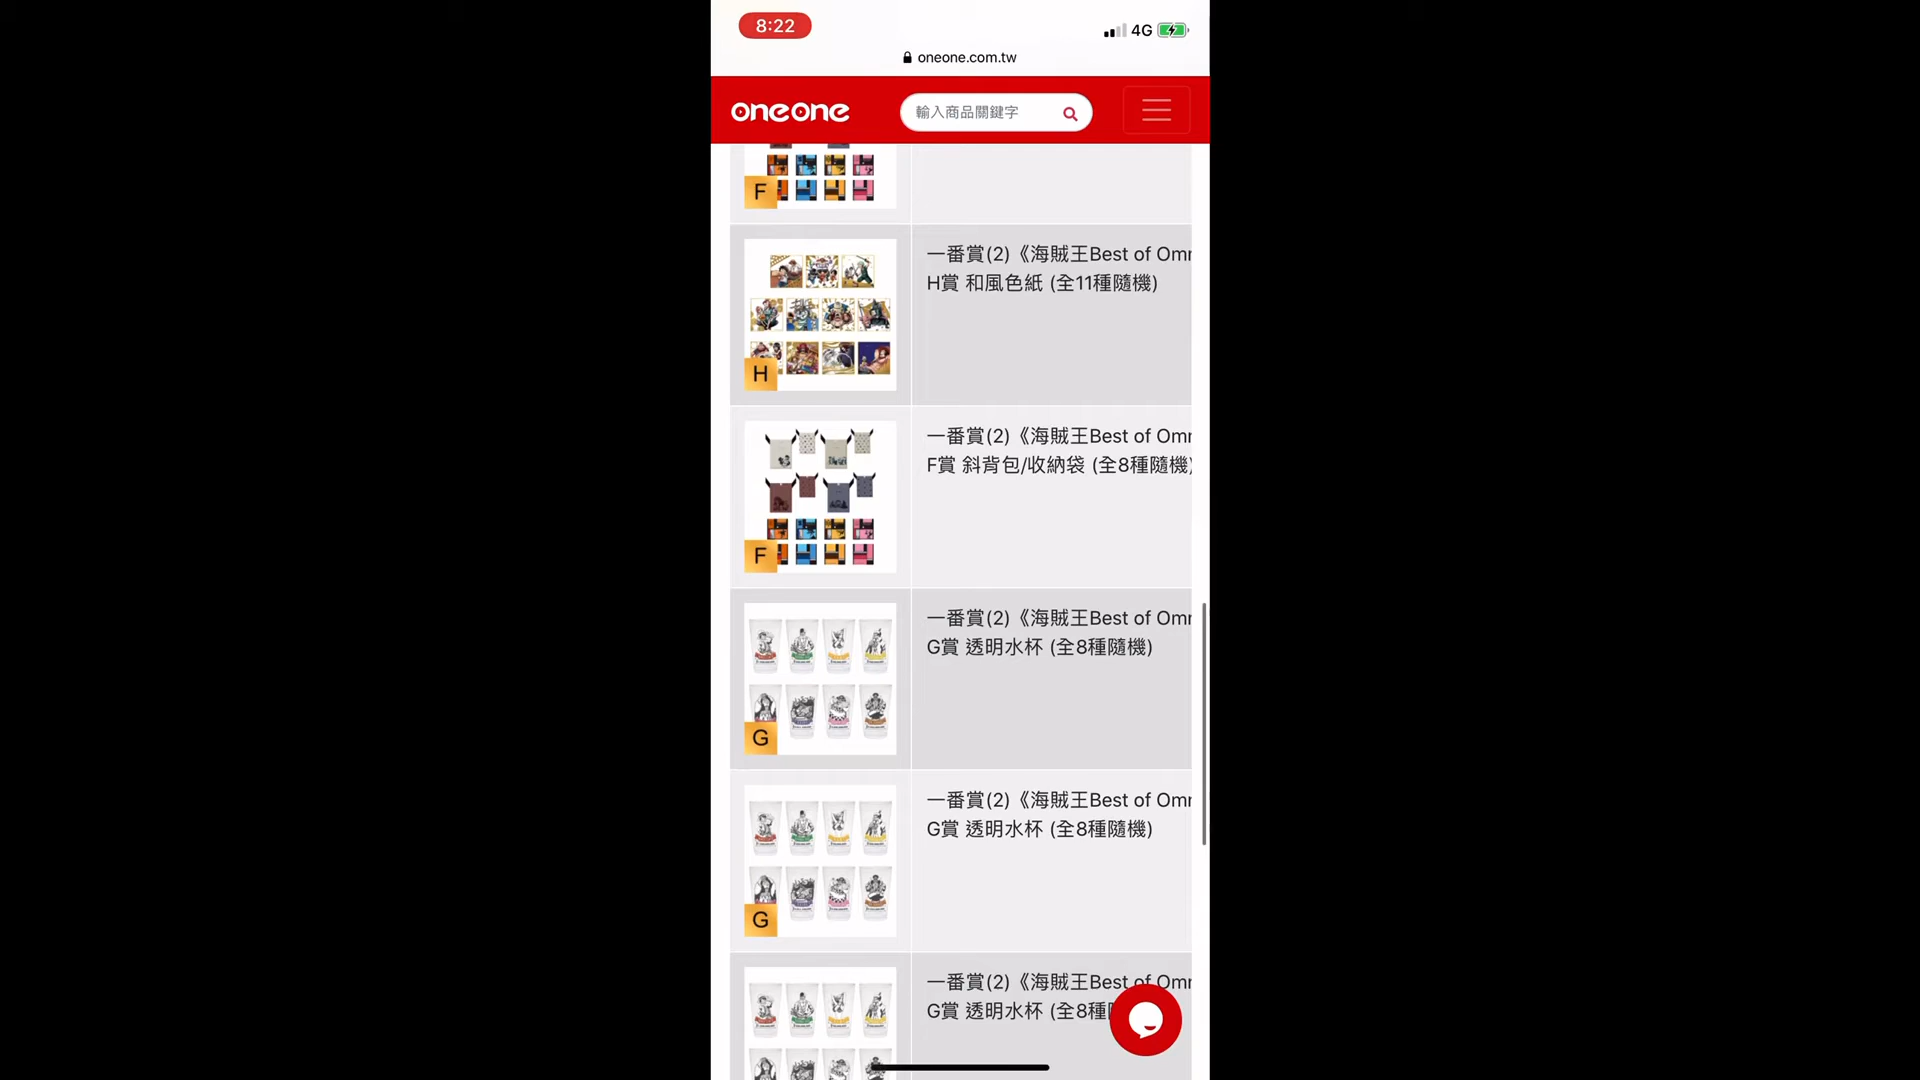 8:22
4G
oneone.com.tw
oneone
輸入商品關鍵字
F
一番賞(2)《海賊王Best of Omn
H賞 和風色紙 (全11種隨機)
H
一番賞(2)《海賊王Best of Omn
F賞 斜背包/收納袋 (全8種隨機)
F
一番賞(2)《海賊王Best of Omn
G賞 透明水杯 (全8種隨機)
G
一番賞(2)《海賊王Best of Omn
G賞 透明水杯 (全8種隨機)
G
一番賞(2)《海賊王Best of Omn
G賞 透明水杯 (全8種